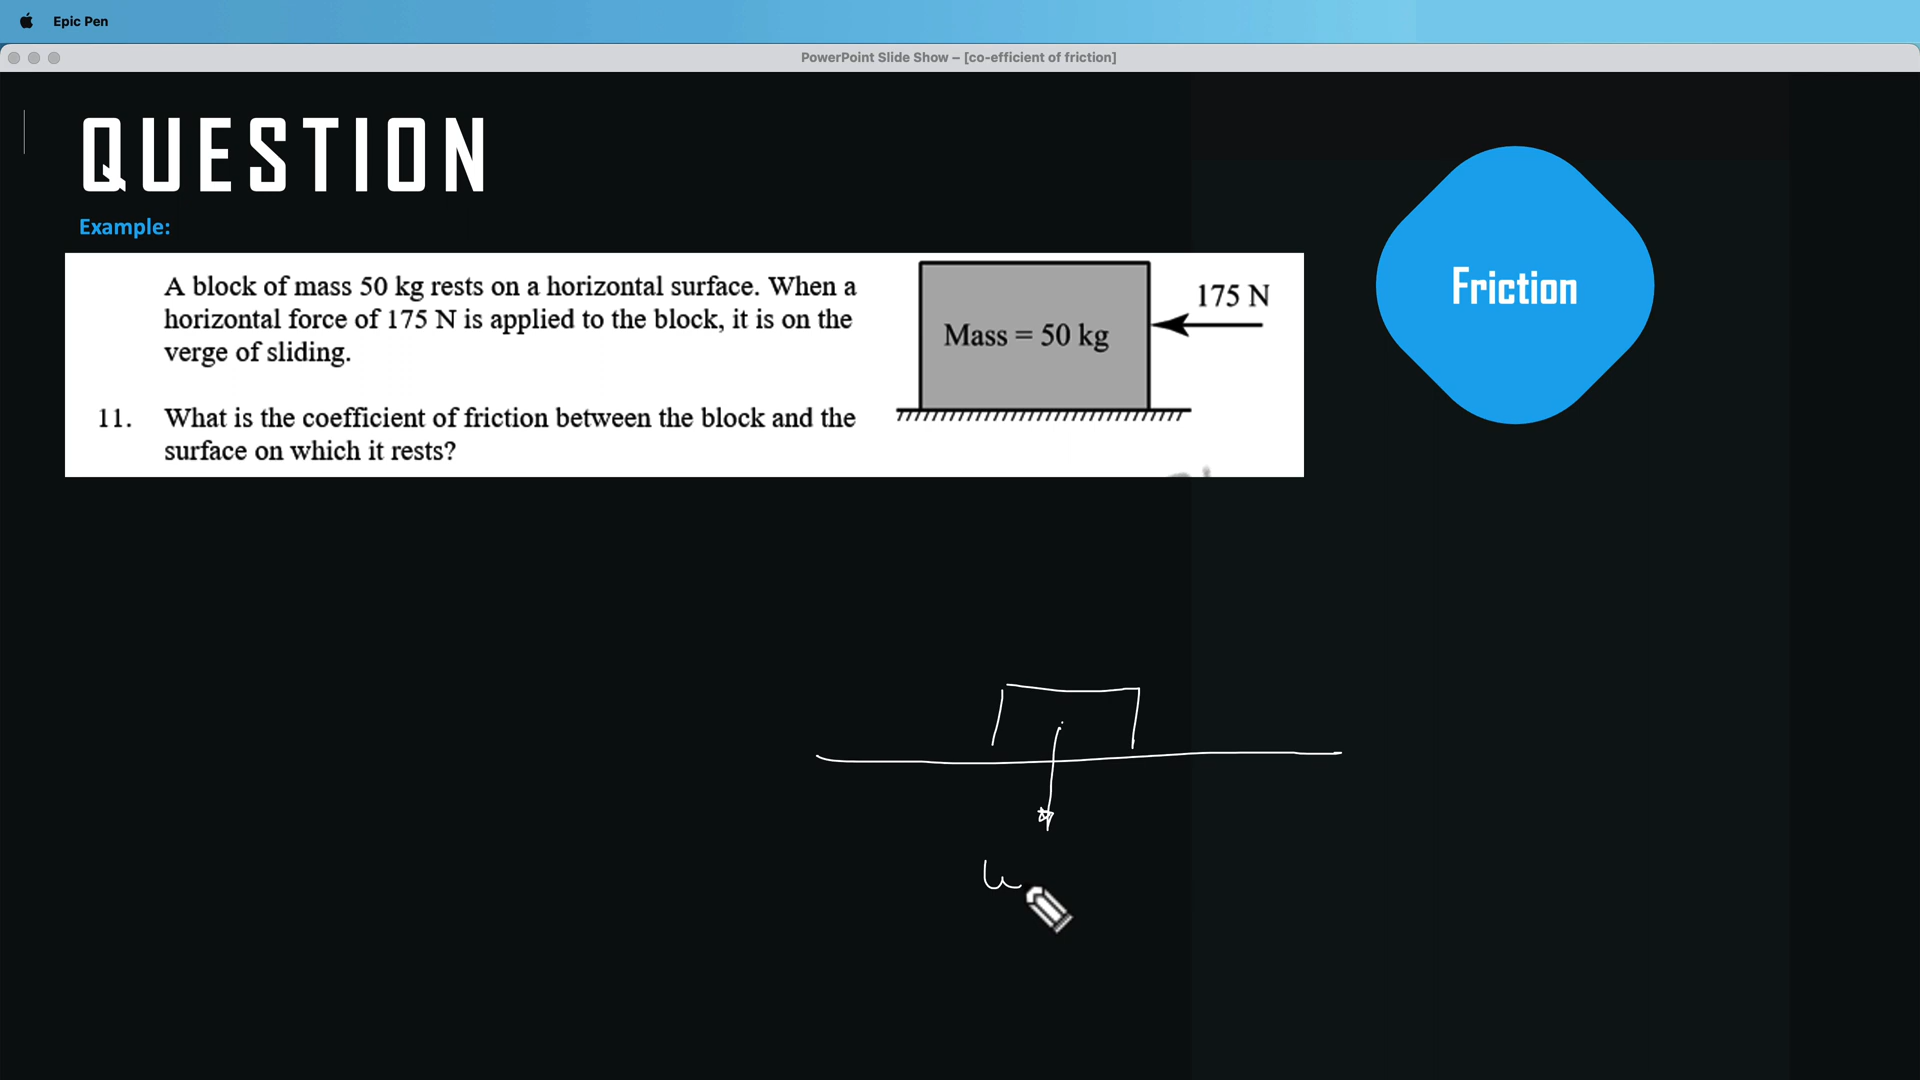 Epic Pen
PowerPoint Slide Show – [co-efficient of friction]
QUESTION
Example:
A block of mass 50 kg rests on a horizontal surface. When a
horizontal force of 175 N is applied to the block, it is on the
verge of sliding.
11. What is the coefficient of friction between the block and the
surface on which it rests?
Mass = 50 kg
175 N
Friction